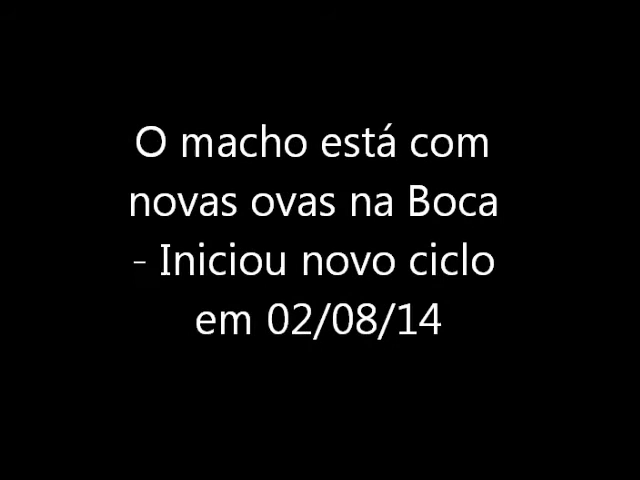 O macho está com
novas ovas na Boca
- Iniciou novo ciclo
em 02/08/14